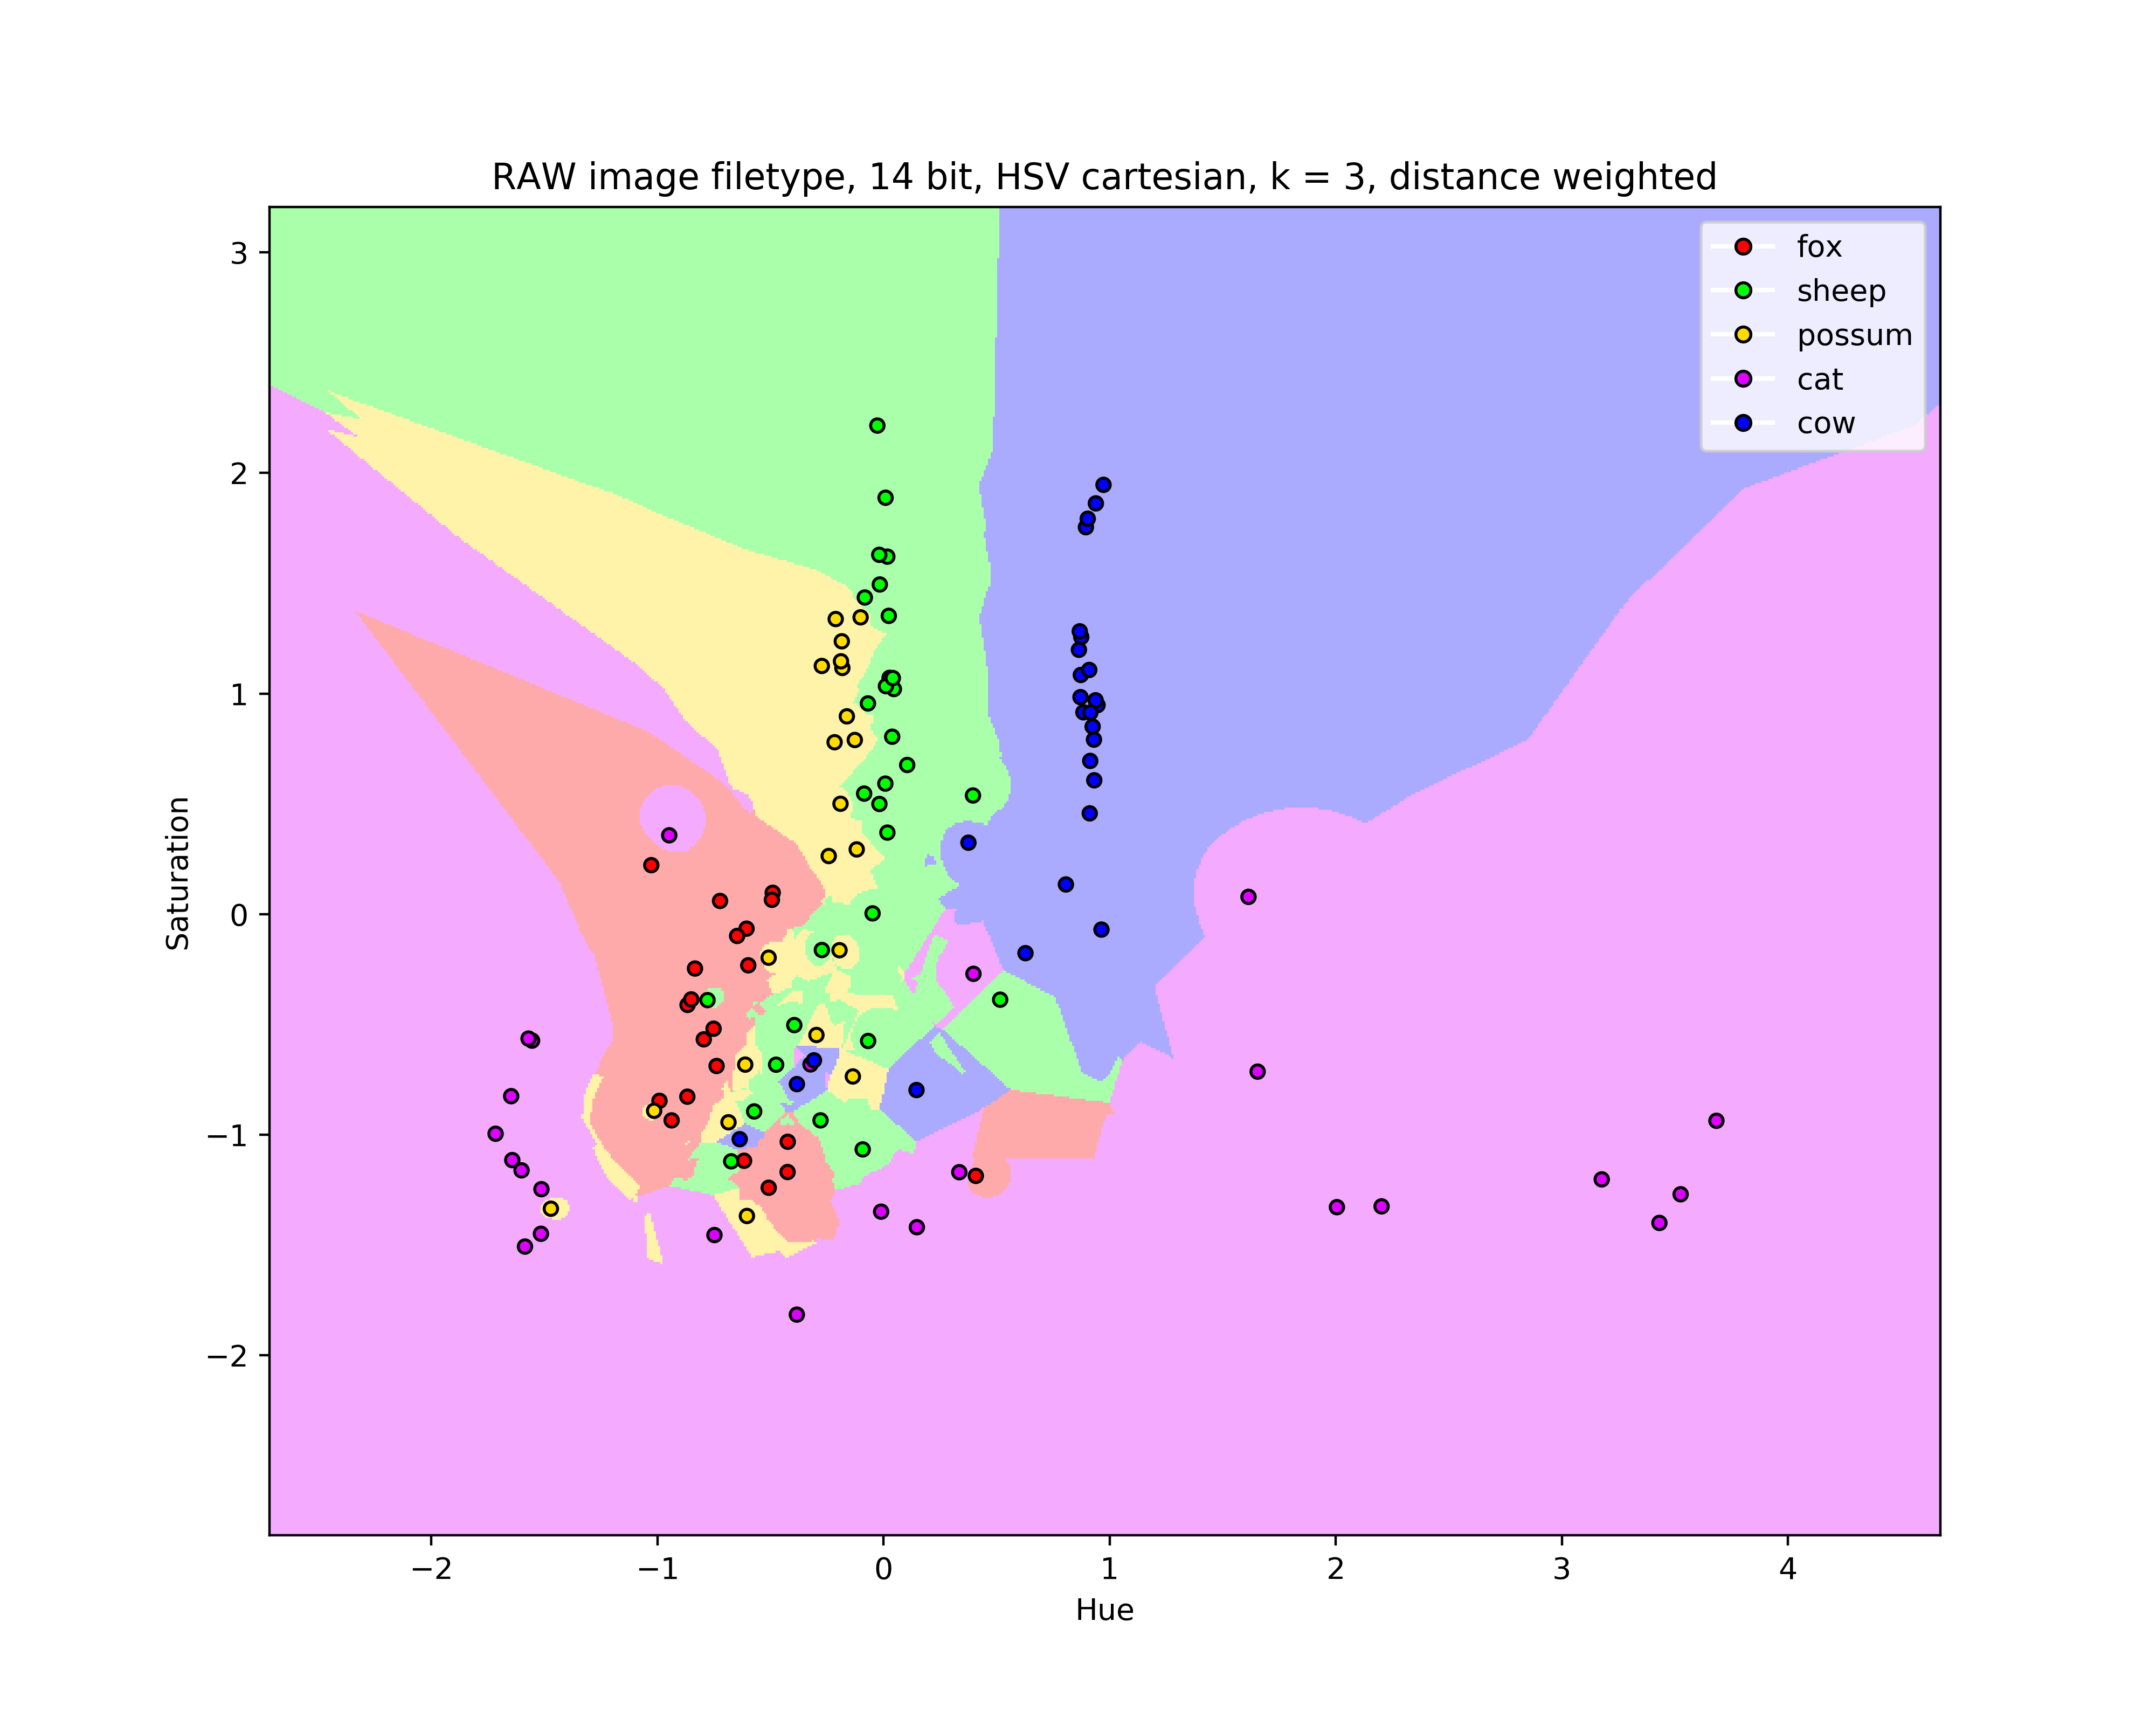 RAW image filetype, 14 bit, HSV cartesian, k = 3, distance weighted
fox
sheep
possum
cat
cow
3
2
1
0
−1
−2
Saturation
−2
−1
0
1
2
3
4
Hue